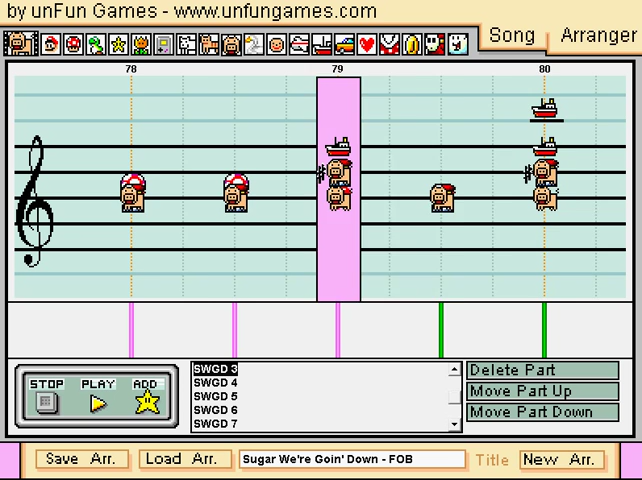 by unFun Games - www.unfungames.com
Song
Arranger
78
79
80
STOP
PLAY
ADD
SWGD 3
SWGD 4
SWGD 5
SWGD 6
SWGD 7
Delete Part
Move Part Up
Move Part Down
Save Arr.
Load Arr.
Sugar We're Goin' Down - FOB
Title
New Arr.